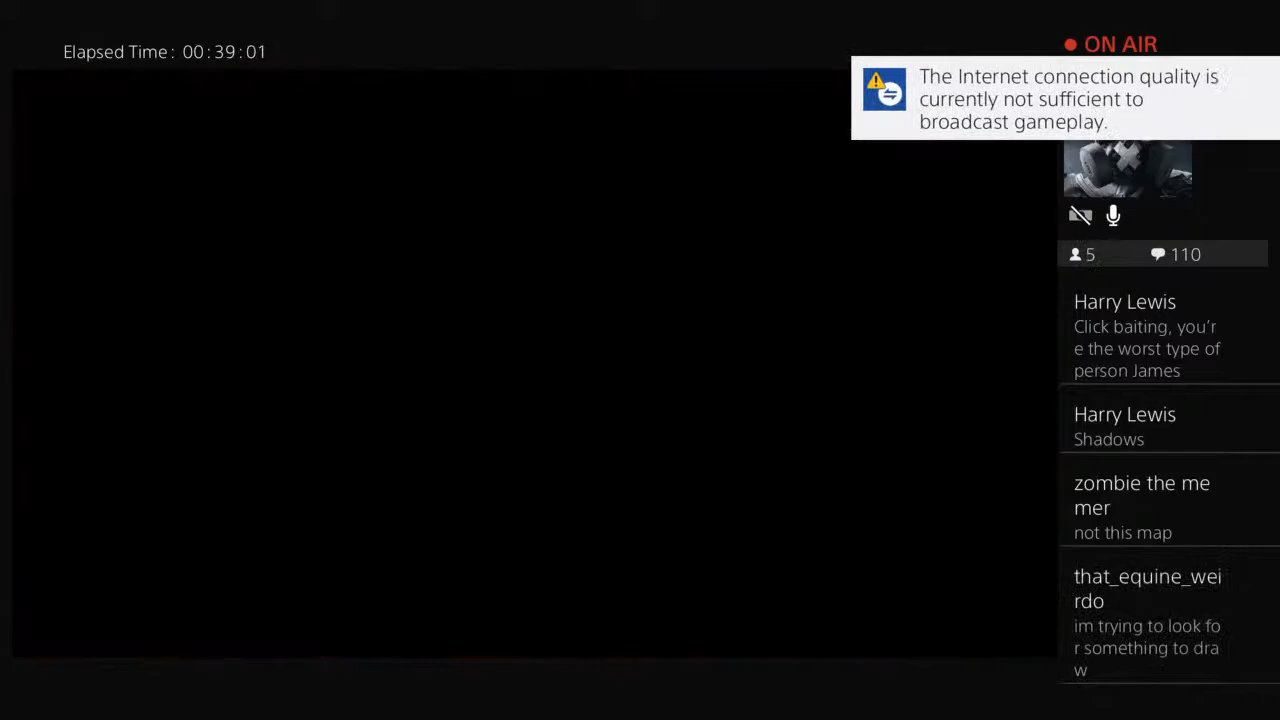 Elapsed Time: 00:39:01
ON AIR
The Internet connection quality is
currently not sufficient to
broadcast gameplay.
5 110
Harry Lewis
Click baiting, you'r
e the worst type of
person James
Harry Lewis
Shadows
zombie the me
mer
not this map
that_equine_wei
rdo
im trying to look fo
r something to dra
w